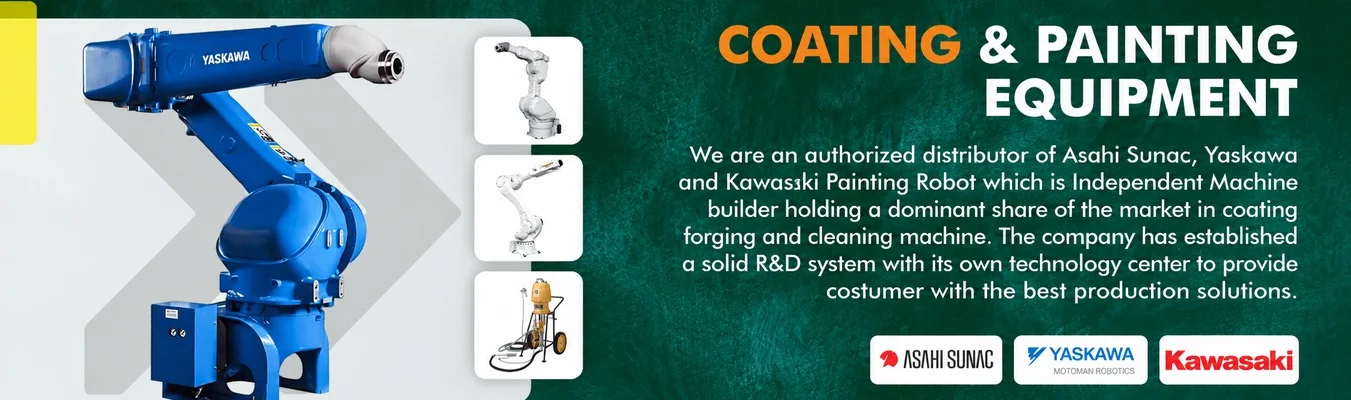 YASKAWA
COATING & PAINTING
EQUIPMENT
We are an authorized distributor of Asahi Sunac, Yaskawa
and Kawasaki Painting Robot which is Independent Machine
builder holding a dominant share of the market in coating
forging and cleaning machine. The company has established
a solid R&D system with its own technology center to provide
costumer with the best production solutions.
ASAHI SUNAC
YASKAWA
MOTOMAN ROBOTICS
Kawasaki